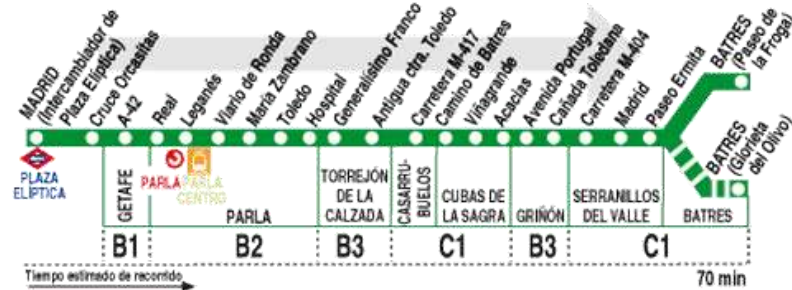 MADRID
(Intercambiador de
Plaza Elíptica)
Cruce Orcasitas
A-42
Real
Leganés
Viario de Ronda
María Zambrano
Toledo
Hospital
Generalísimo Franco
Antigua ctra. Toledo
Carretera M-417
Camino de Batres
Viñagrande
Acacias
Avenida Portugal
Cañada Toledana
Carretera M-404
Madrid
Paseo Ermita
BATRES
(Paseo de
la Froga)
BATRES
(Glorieta
del Olivo)
PLAZA
ELÍPTICA
PARLA
PARLA
CENTRO
GETAFE
PARLA
TORREJÓN
DE LA
CALZADA
CASARRU-
BUELOS
CUBAS DE
LA SAGRA
GRIÑÓN
SERRANILLOS
DEL VALLE
BATRES
B1
B2
B3
C1
B3
C1
Tiempo estimado de recorrido
70 min